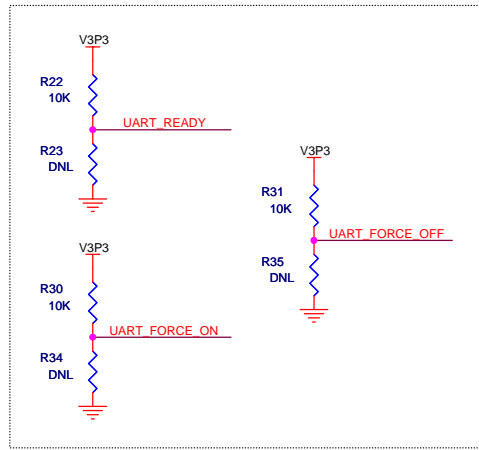 V3P3
R22
10K
UART_READY
R23
DNL
V3P3
R31
10K
UART_FORCE_OFF
R35
DNL
V3P3
R30
10K
UART_FORCE_ON
R34
DNL